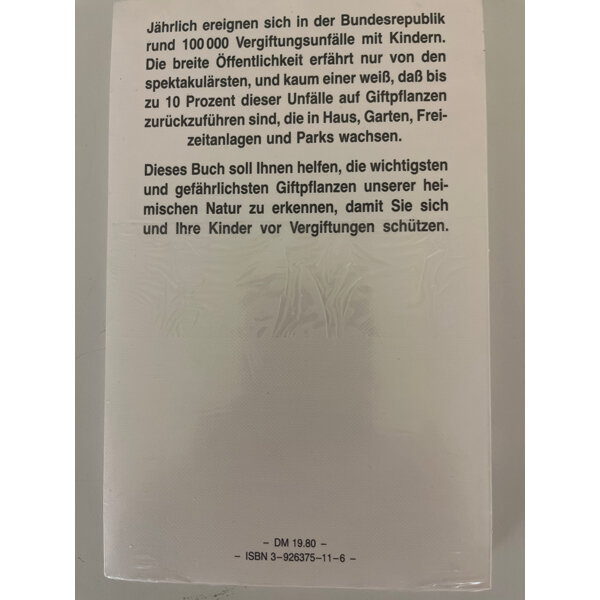 Jährlich ereignen sich in der Bundesrepublik
rund 100 000 Vergiftungsunfälle mit Kindern.
Die breite Öffentlichkeit erfährt nur von den
spektakulärsten, und kaum einer weiß, daß bis
zu 10 Prozent dieser Unfälle auf Giftpflanzen
zurückzuführen sind, die in Haus, Garten, Frei-
zeitanlagen und Parks wachsen.
Dieses Buch soll Ihnen helfen, die wichtigsten
und gefährlichsten Giftpflanzen unserer hei-
mischen Natur zu erkennen, damit Sie sich
und Ihre Kinder vor Vergiftungen schützen.
– DM 19.80 –
– ISBN 3–926375–11–6 –